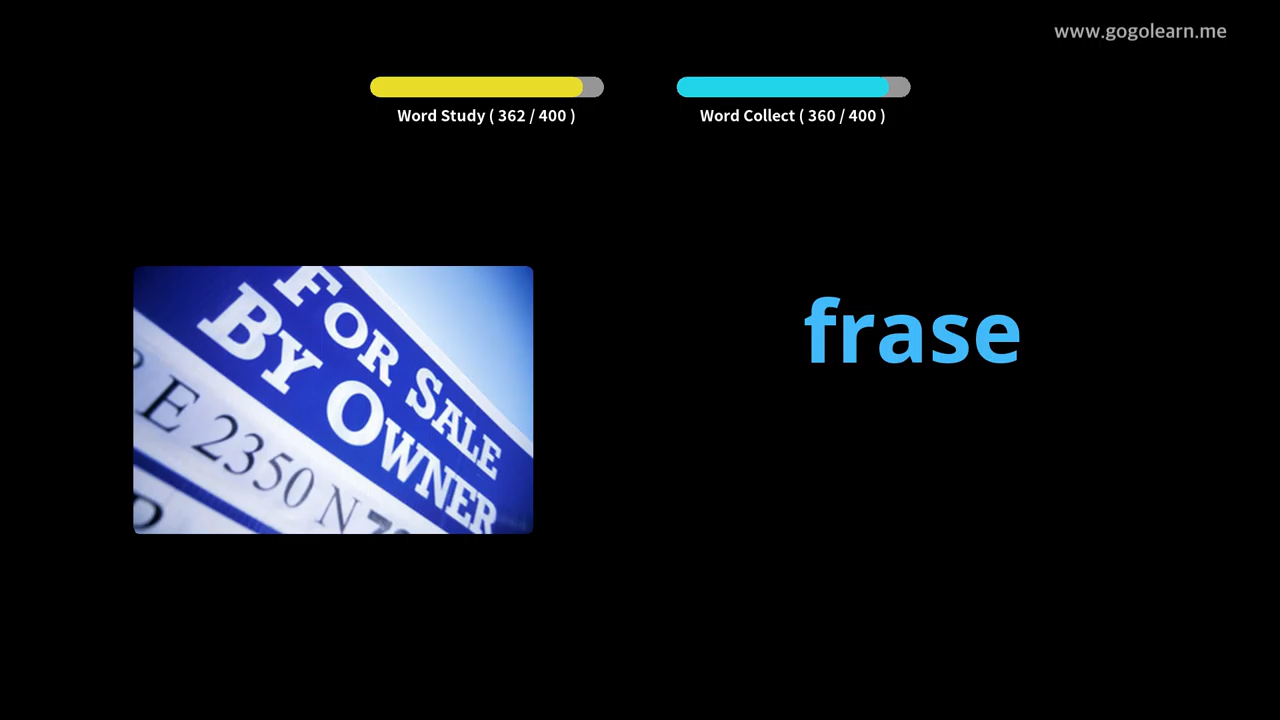 www.gogolearn.me
Word Study ( 362 / 400 )
Word Collect ( 360 / 400 )
FOR SALE
BY OWNER
E 2350 N
frase